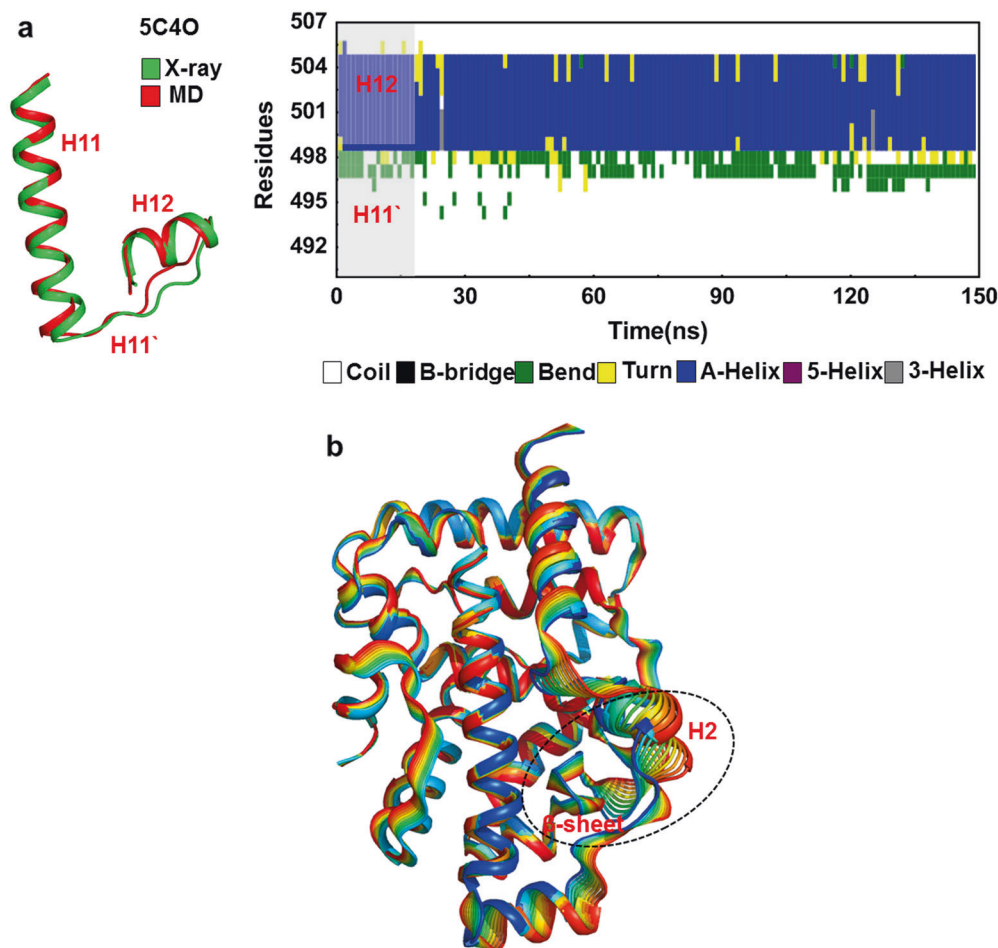 a
5C4O
X-ray
MD
H11
H12
H11`
507
504
501
498
495
492
Residues
H12
H11`
0 30 60 90 120 150
Time(ns)
Coil B-bridge Bend Turn A-Helix 5-Helix 3-Helix
b
H2
β-sheet